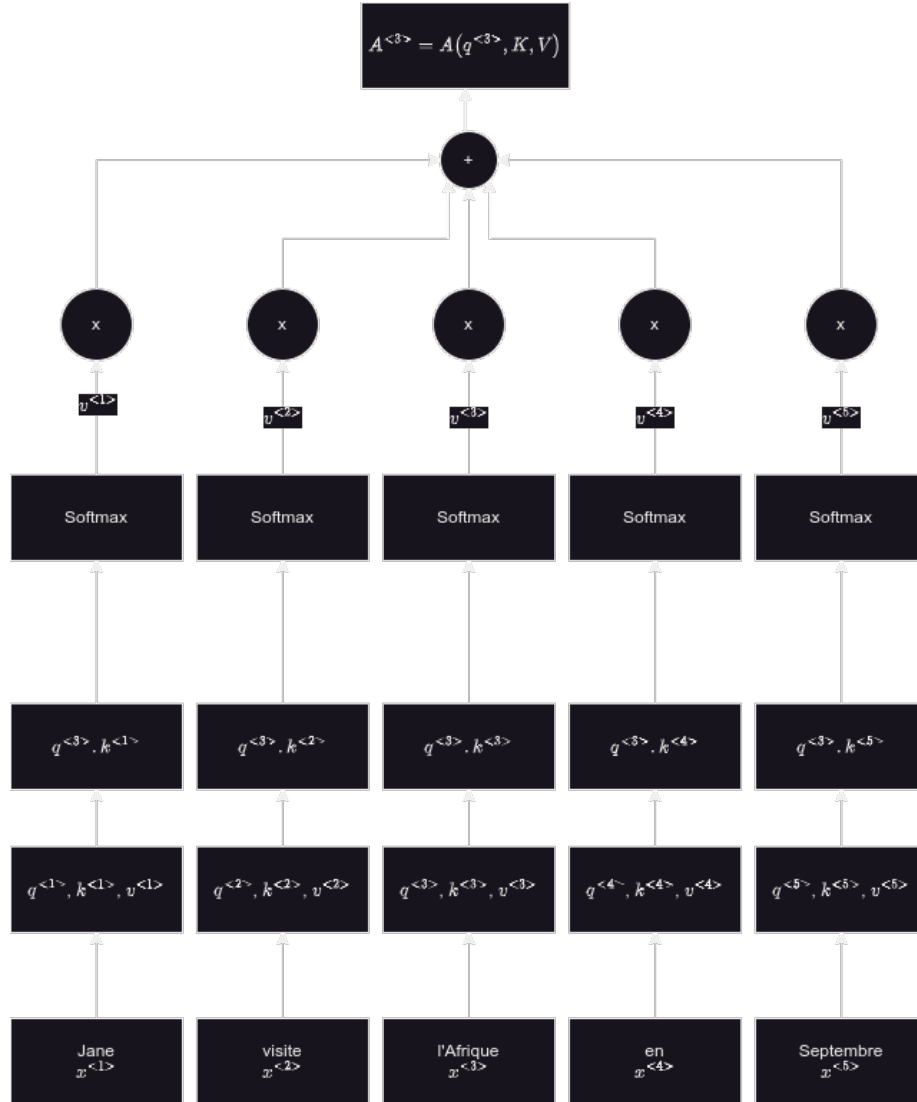 A^{<3>} = A(q^{<3>}, K, V)
+
x x x x x
v^{<1>} v^{<2>} v^{<3>} v^{<4>} v^{<5>}
Softmax Softmax Softmax Softmax Softmax
q^{<3>}. k^{<1>} q^{<3>}. k^{<2>} q^{<3>}. k^{<3>} q^{<3>}. k^{<4>} q^{<3>}. k^{<5>}
q^{<1>}, k^{<1>}, v^{<1>} q^{<2>}, k^{<2>}, v^{<2>} q^{<3>}, k^{<3>}, v^{<3>} q^{<4>}, k^{<4>}, v^{<4>} q^{<5>}, k^{<5>}, v^{<5>}
Jane visite l'Afrique en Septembre
x^{<1>} x^{<2>} x^{<3>} x^{<4>} x^{<5>}